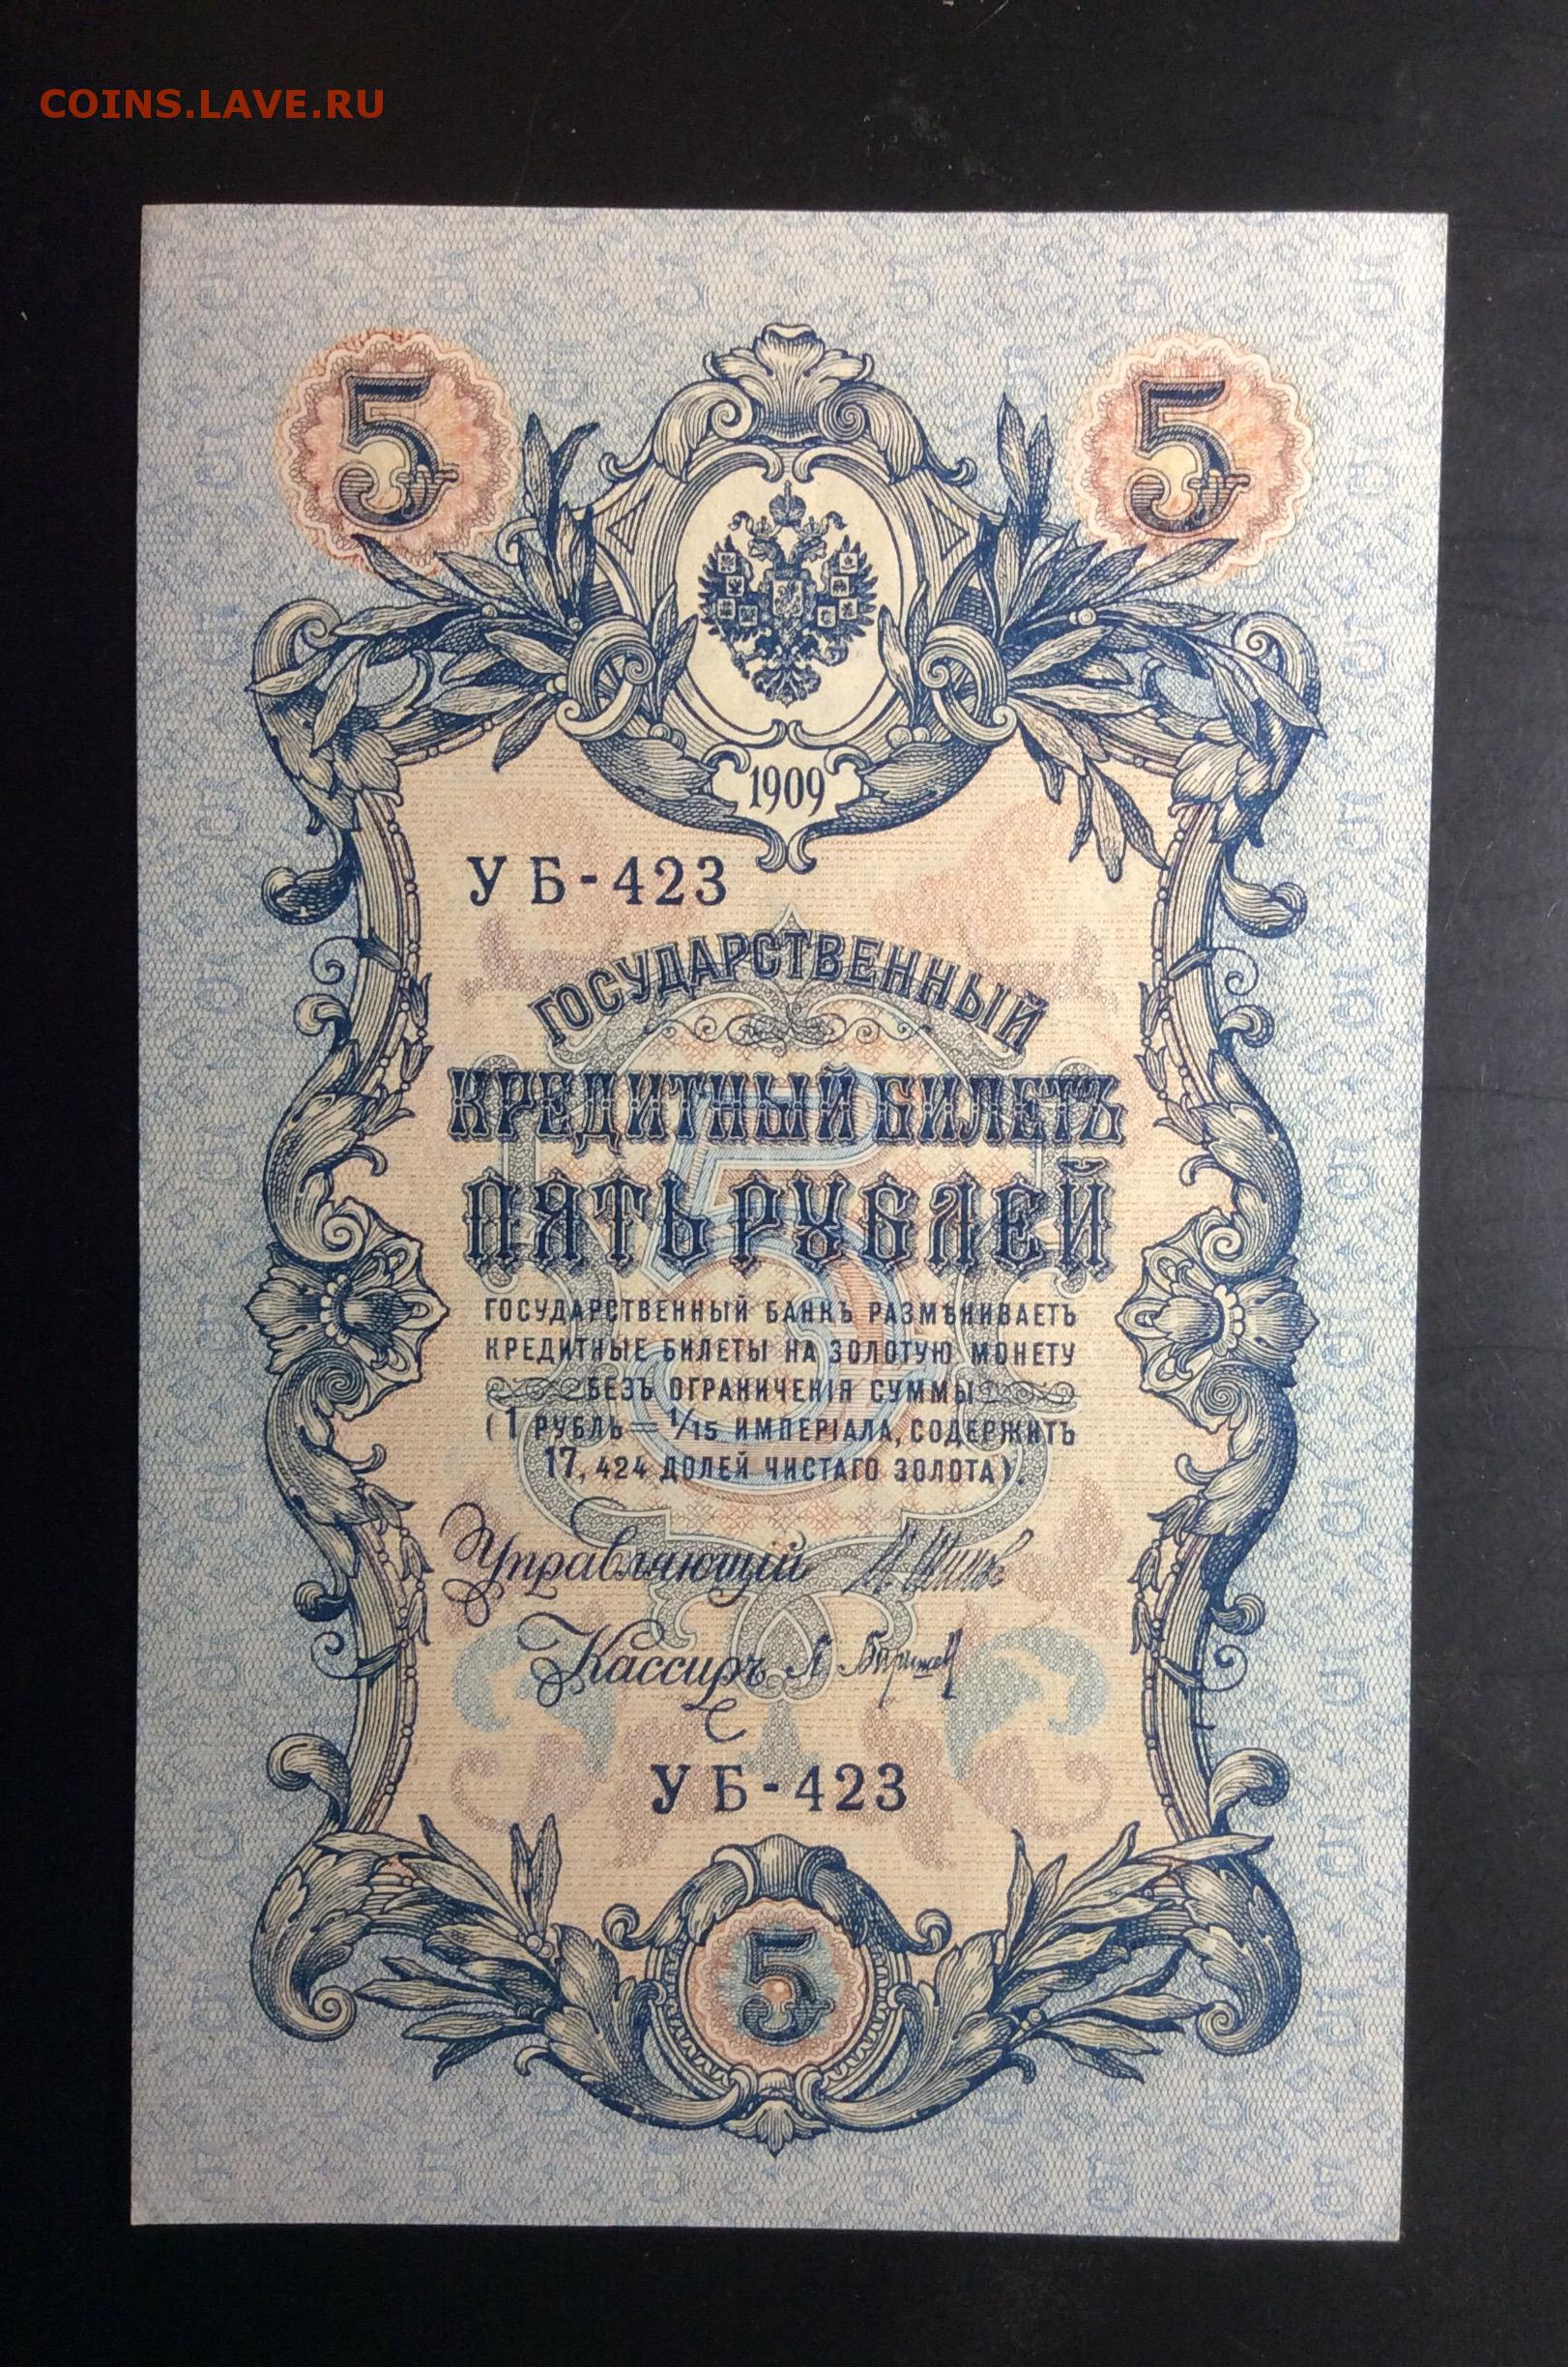 COINS.LAVE.RU
5 5
1909
УБ-423
ГОСУДАРСТВЕННЫЙ
КРЕДИТНЫЙ БИЛЕТЪ
ПЯТЬ РУБЛЕЙ
ГОСУДАРСТВЕННЫЙ БАНКЪ РАЗМѢНИВАЕТЪ
КРЕДИТНЫЕ БИЛЕТЫ НА ЗОЛОТУЮ МОНЕТУ
БЕЗЪ ОГРАНИЧЕНІЯ СУММЫ
(1 РУБЛЬ = 1/15 ИМПЕРІАЛА, СОДЕРЖИТЪ
17,424 ДОЛЕЙ ЧИСТАГО ЗОЛОТА).
Управляющій И. Шипов
Кассиръ
УБ-423
5